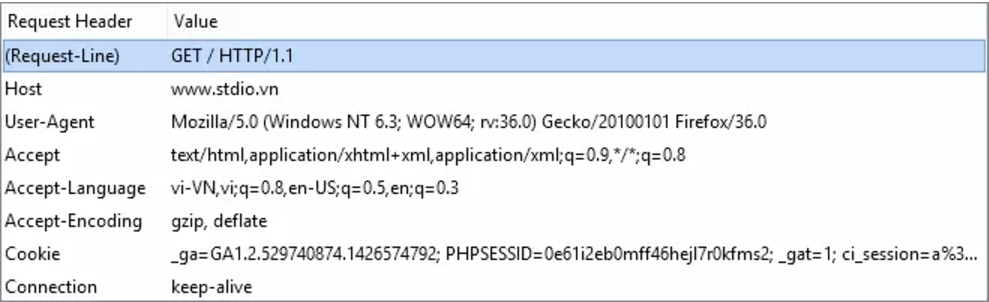 Request Header Value
(Request-Line) GET / HTTP/1.1
Host www.stdio.vn
User-Agent Mozilla/5.0 (Windows NT 6.3; WOW64; rv:36.0) Gecko/20100101 Firefox/36.0
Accept text/html,application/xhtml+xml,application/xml;q=0.9,*/*;q=0.8
Accept-Language vi-VN,vi;q=0.8,en-US;q=0.5,en;q=0.3
Accept-Encoding gzip, deflate
Cookie _ga=GA1.2.529740874.1426574792; PHPSESSID=0e61i2eb0mff46hejl7r0kfms2; _gat=1; ci_session=a%3...
Connection keep-alive